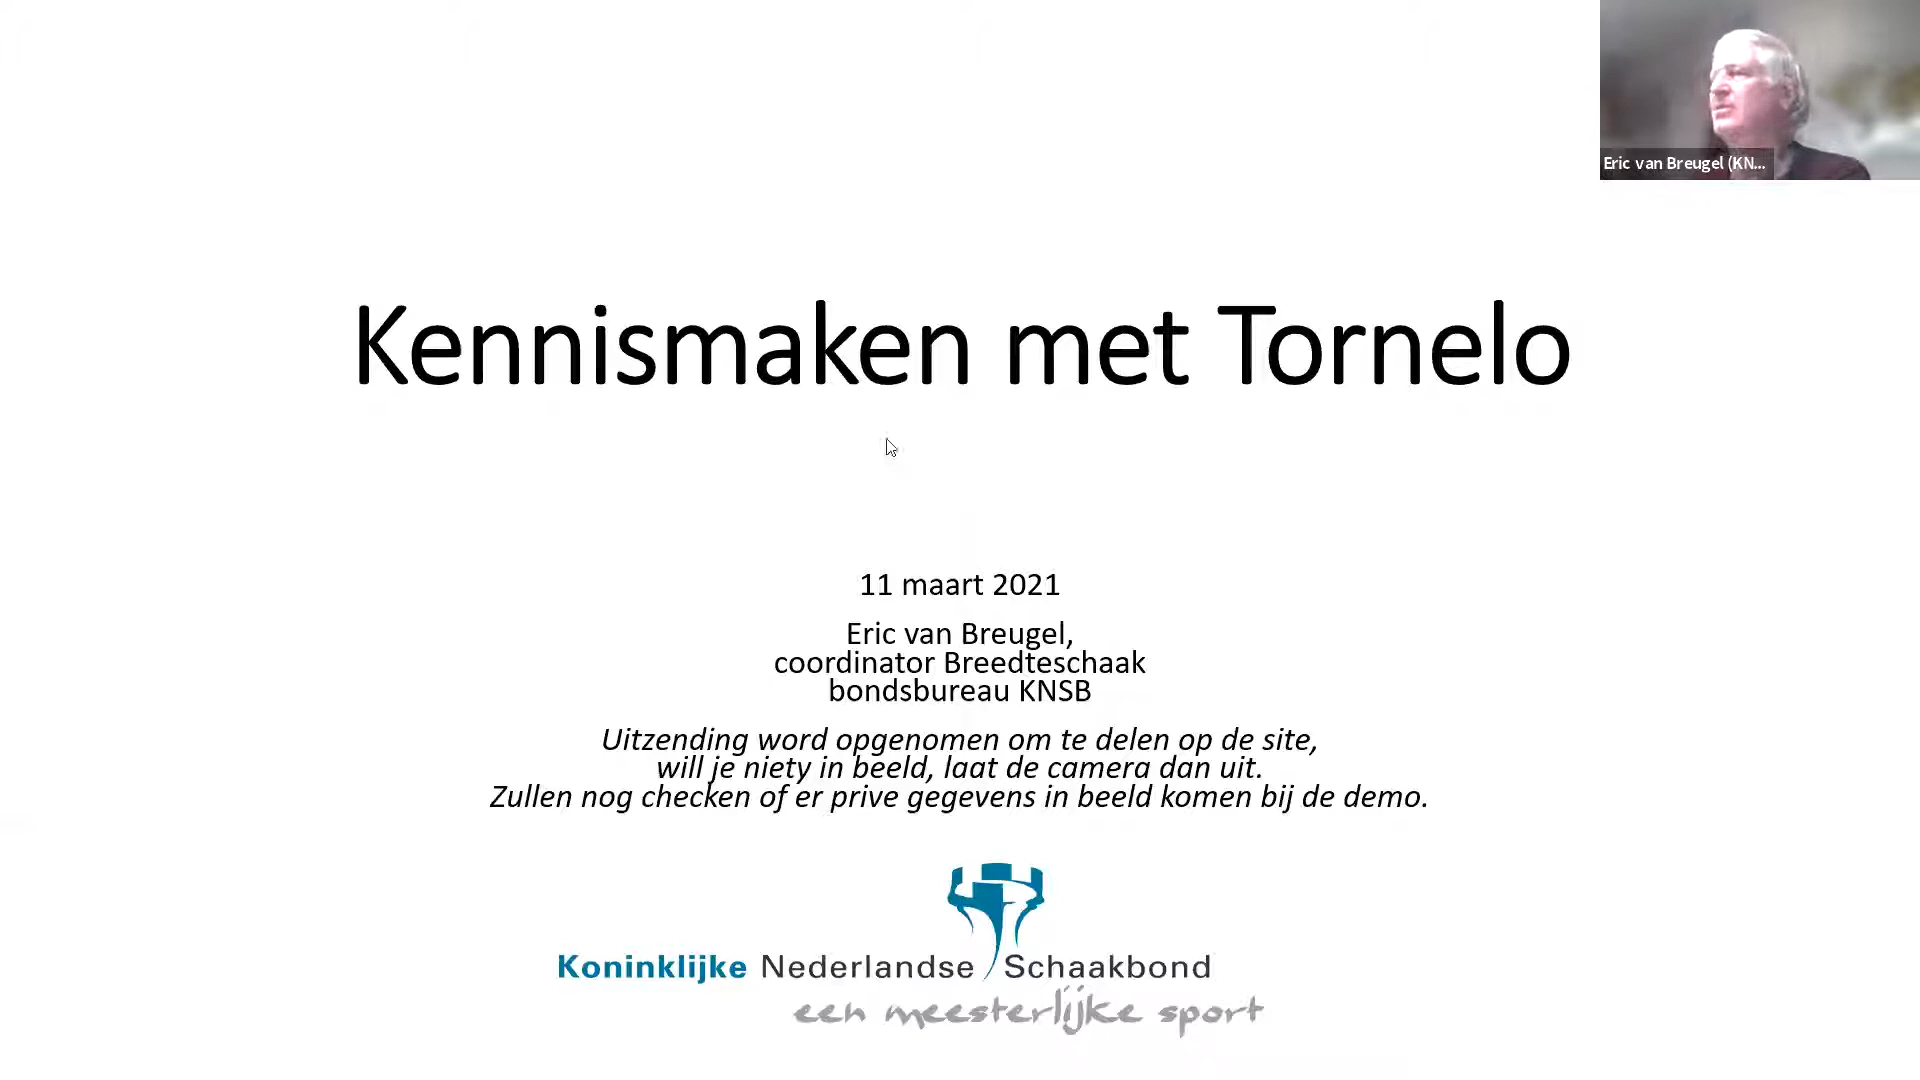 Eric van Breugel (KN...
Kennismaken met Tornelo
11 maart 2021
Eric van Breugel,
coordinator Breedteschaak
bondsbureau KNSB
Uitzending word opgenomen om te delen op de site,
will je niety in beeld, laat de camera dan uit.
Zullen nog checken of er prive gegevens in beeld komen bij de demo.
Koninklijke Nederlandse Schaakbond
een meesterlijke sport